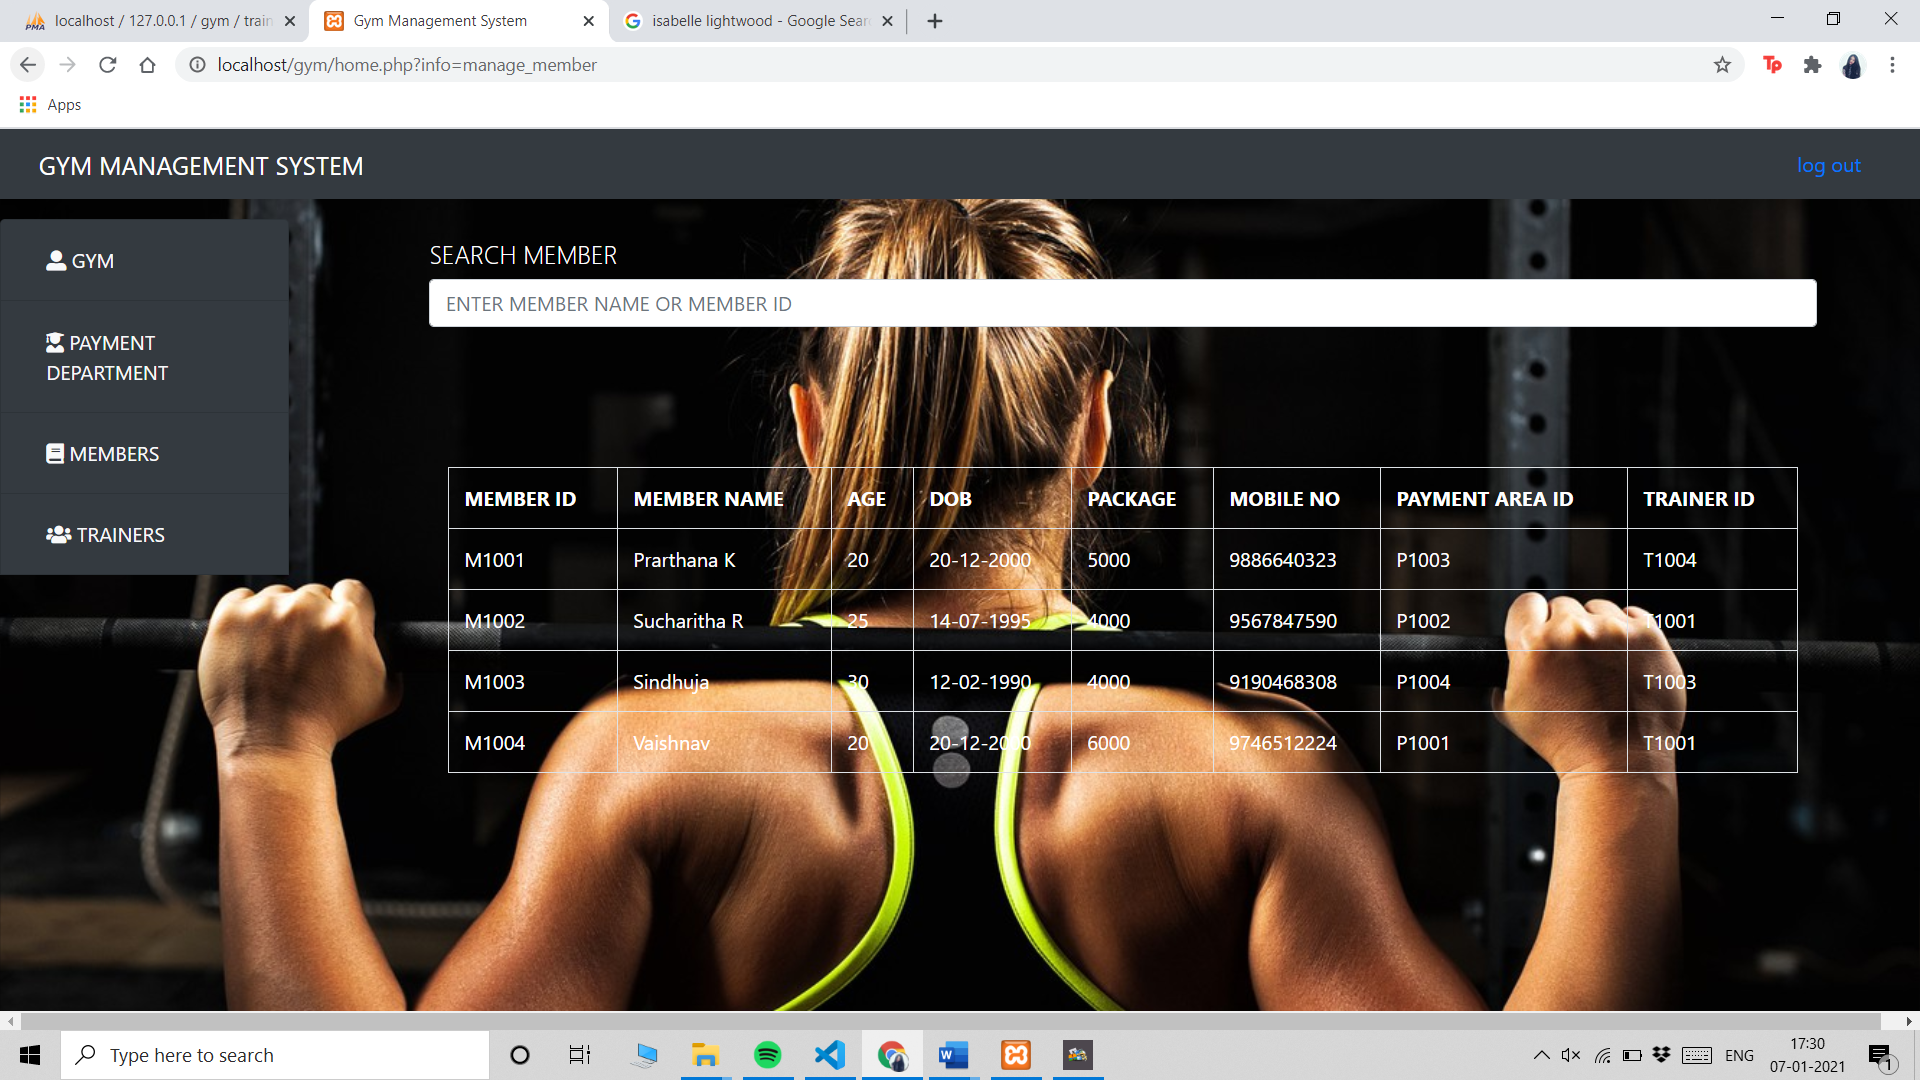 localhost / 127.0.0.1 / gym / train
Gym Management System
isabelle lightwood - Google Sear
localhost/gym/home.php?info=manage_member
Tp
Apps
GYM MANAGEMENT SYSTEM
log out
GYM
PAYMENT
DEPARTMENT
MEMBERS
TRAINERS
SEARCH MEMBER
ENTER MEMBER NAME OR MEMBER ID
MEMBER ID MEMBER NAME AGE DOB PACKAGE MOBILE NO PAYMENT AREA ID TRAINER ID
M1001 Prarthana K 20 20-12-2000 5000 9886640323 P1003 T1004
M1002 Sucharitha R 25 14-07-1995 4000 9567847590 P1002 T1001
M1003 Sindhuja 30 12-02-1990 4000 9190468308 P1004 T1003
M1004 Vaishnav 20 20-12-2000 6000 9746512224 P1001 T1001
Type here to search
ENG
17:30
07-01-2021
1